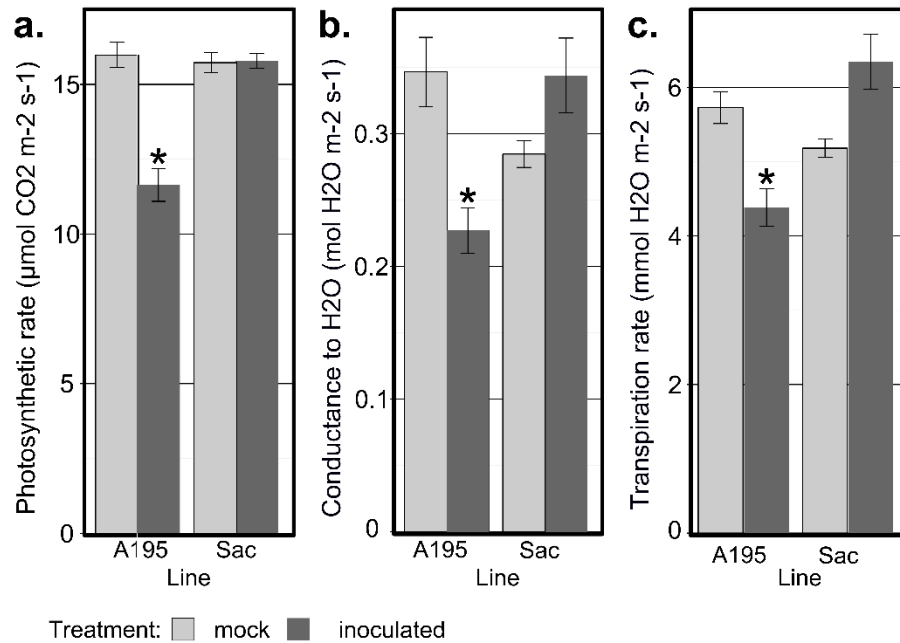 a.
Photosynthetic rate (µmol CO2 m-2 s-1)
15
10
5
0
*
A195 Sac
Line
b.
Conductance to H2O (mol H2O m-2 s-1)
0.3
0.2
0.1
0
*
A195 Sac
Line
c.
Transpiration rate (mmol H2O m-2 s-1)
6
4
2
0
*
A195 Sac
Line
Treatment: mock inoculated